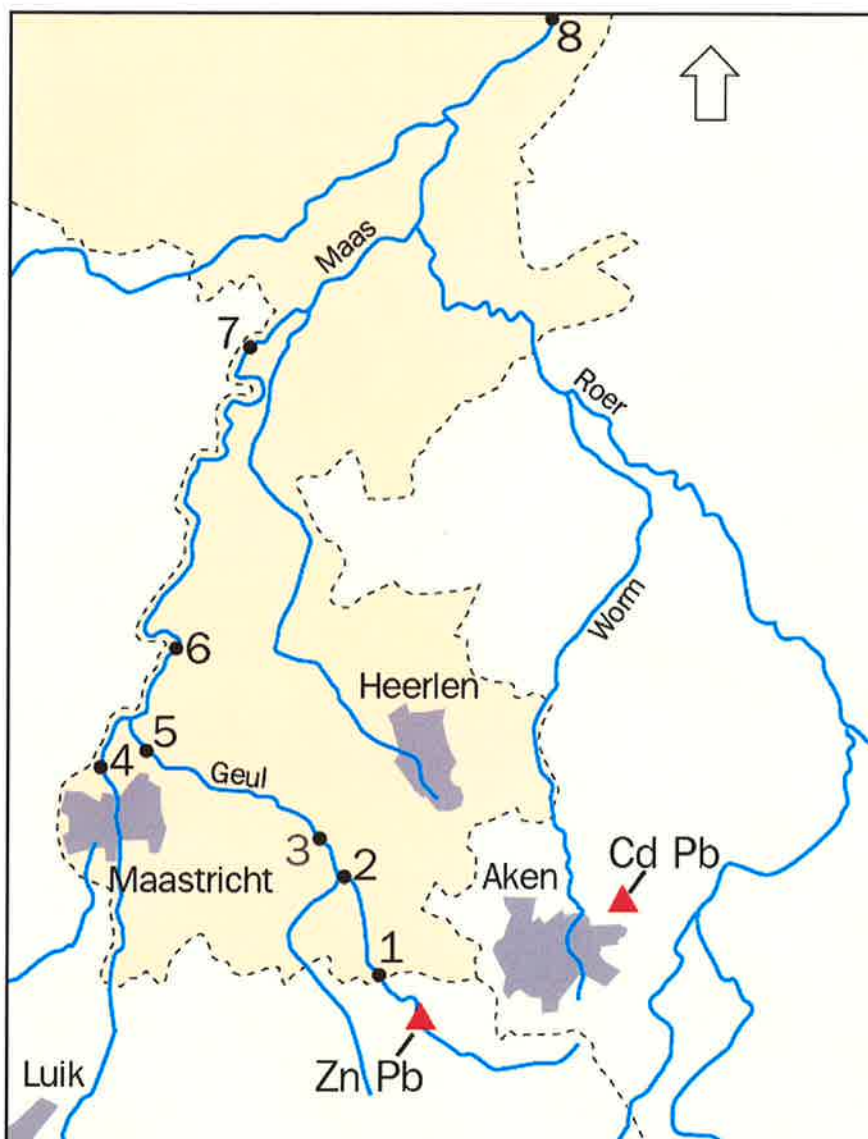 8
Maas
7
Roer
Worm
6
Heerlen
5
4
Geul
3
2
Maastricht
Aken
Cd Pb
1
Luik
Zn Pb